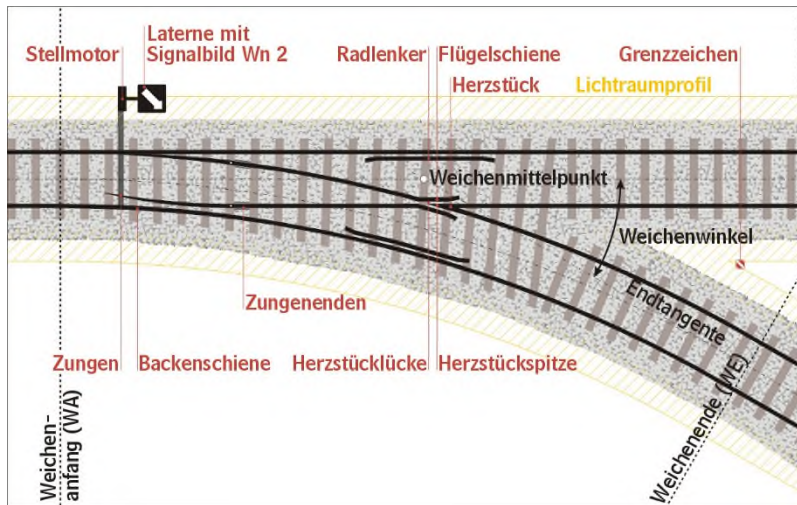 Laterne mit
Signalbild Wn 2
Stellmotor
Radlenker
Flügelschiene
Grenzzeichen
Herzstück
Lichtraumprofil
Weichenmittelpunkt
Weichenwinkel
Endtangente
Zungenenden
Zungen
Backenschiene
Herzstücklücke
Herzstückspitze
Weichen-
anfang (WA)
Weichenende (WE)